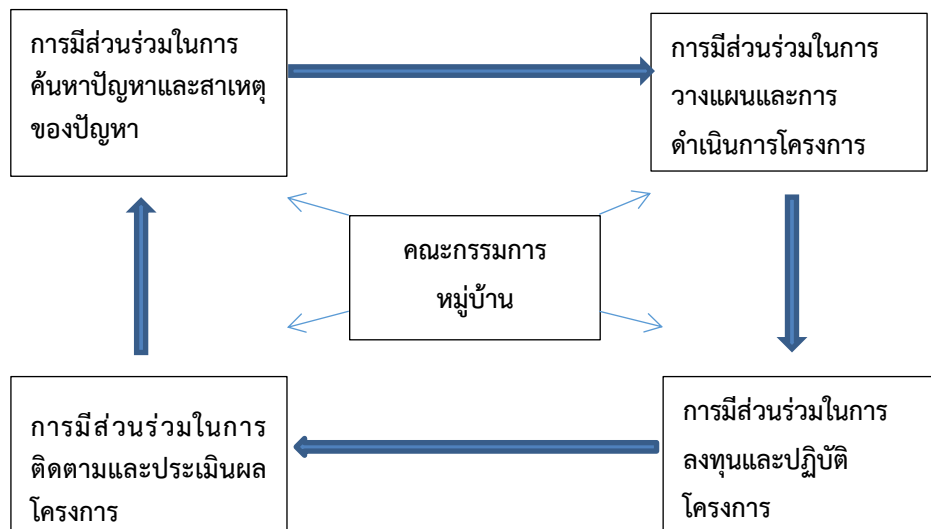 การมีส่วนร่วมในการ
ค้นหาปัญหาและสาเหตุ
ของปัญหา
การมีส่วนร่วมในการ
วางแผนและการ
ดำเนินการโครงการ
คณะกรรมการ
หมู่บ้าน
การมีส่วนร่วมในการ
ติดตามและประเมินผล
โครงการ
การมีส่วนร่วมในการ
ลงทุนและปฏิบัติ
โครงการ